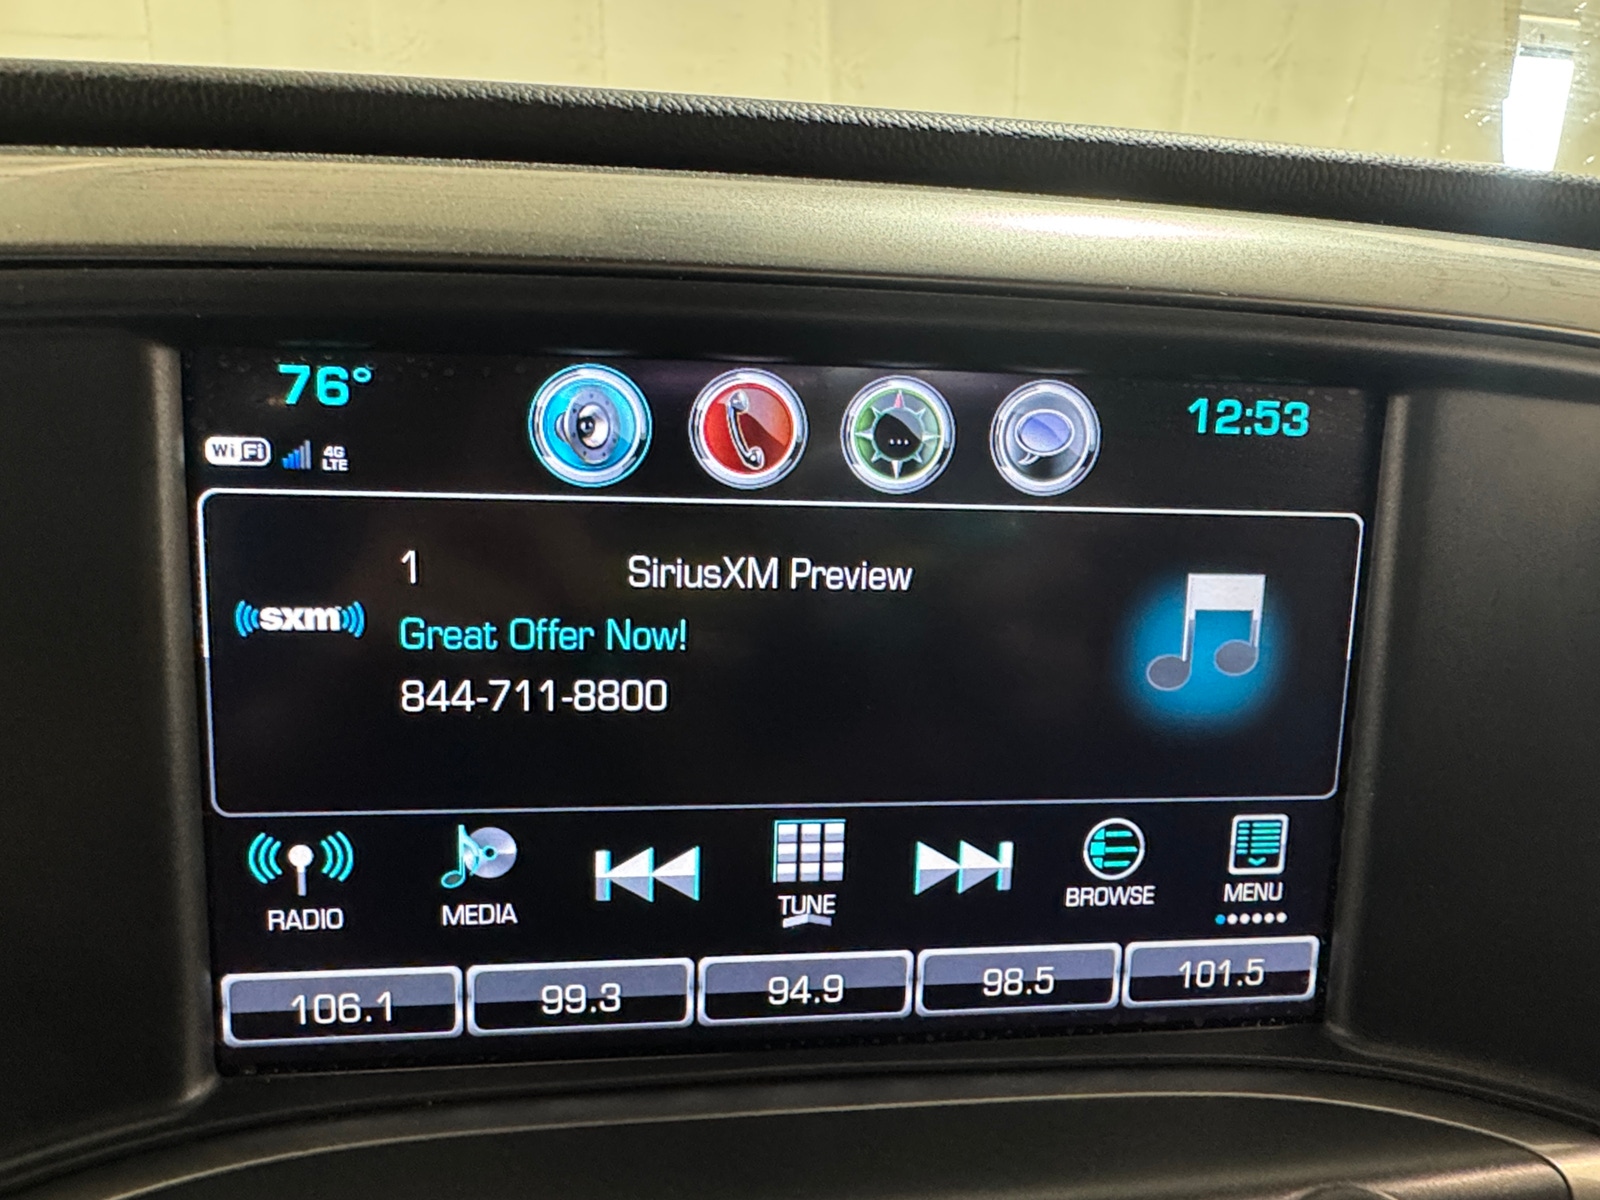 76°
12:53
WiFi 4G LTE
1 SiriusXM Preview
((sxm))
Great Offer Now!
844-711-8800
RADIO
MEDIA
TUNE
BROWSE
MENU
106.1
99.3
94.9
98.5
101.5